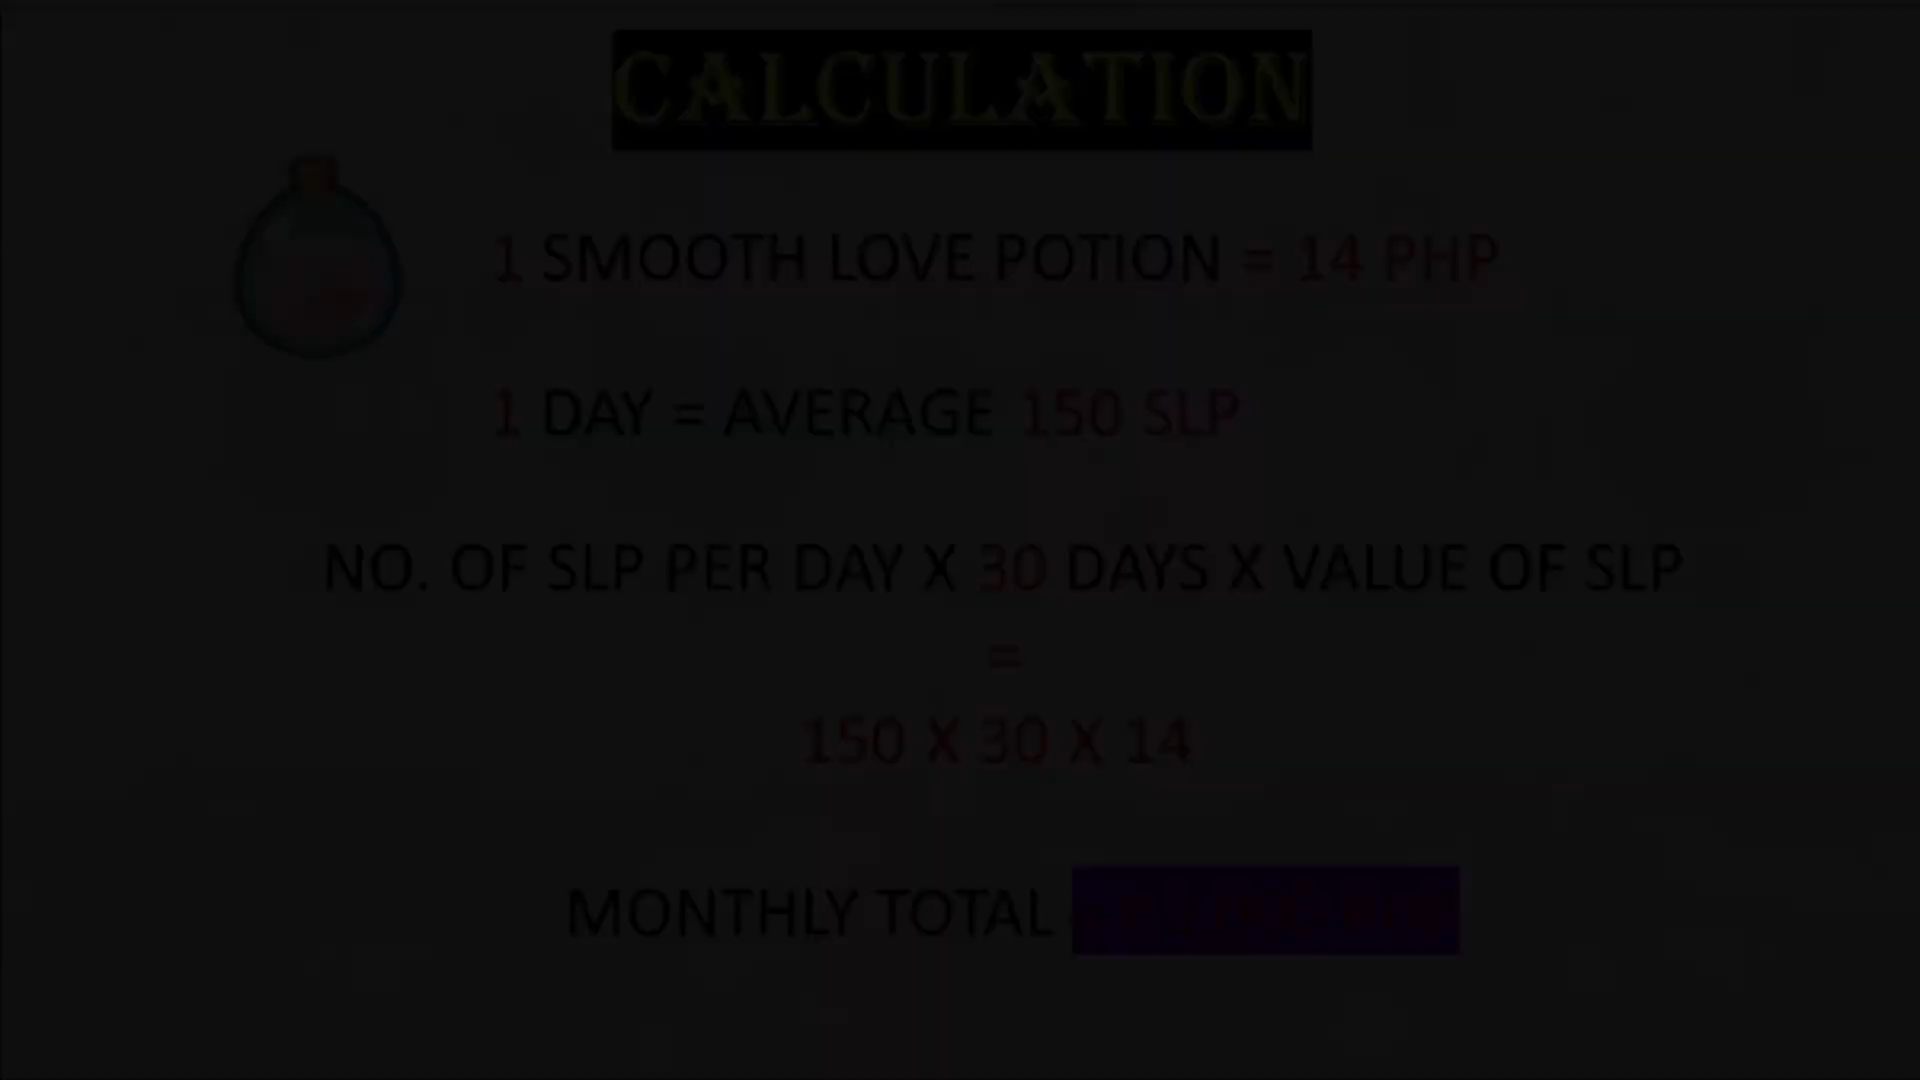 CALCULATION
1 SMOOTH LOVE POTION = 14 PHP
1 DAY = AVERAGE 150 SLP
NO. OF SLP PER DAY X 30 DAYS X VALUE OF SLP
=
150 X 30 X 14
MONTHLY TOTAL